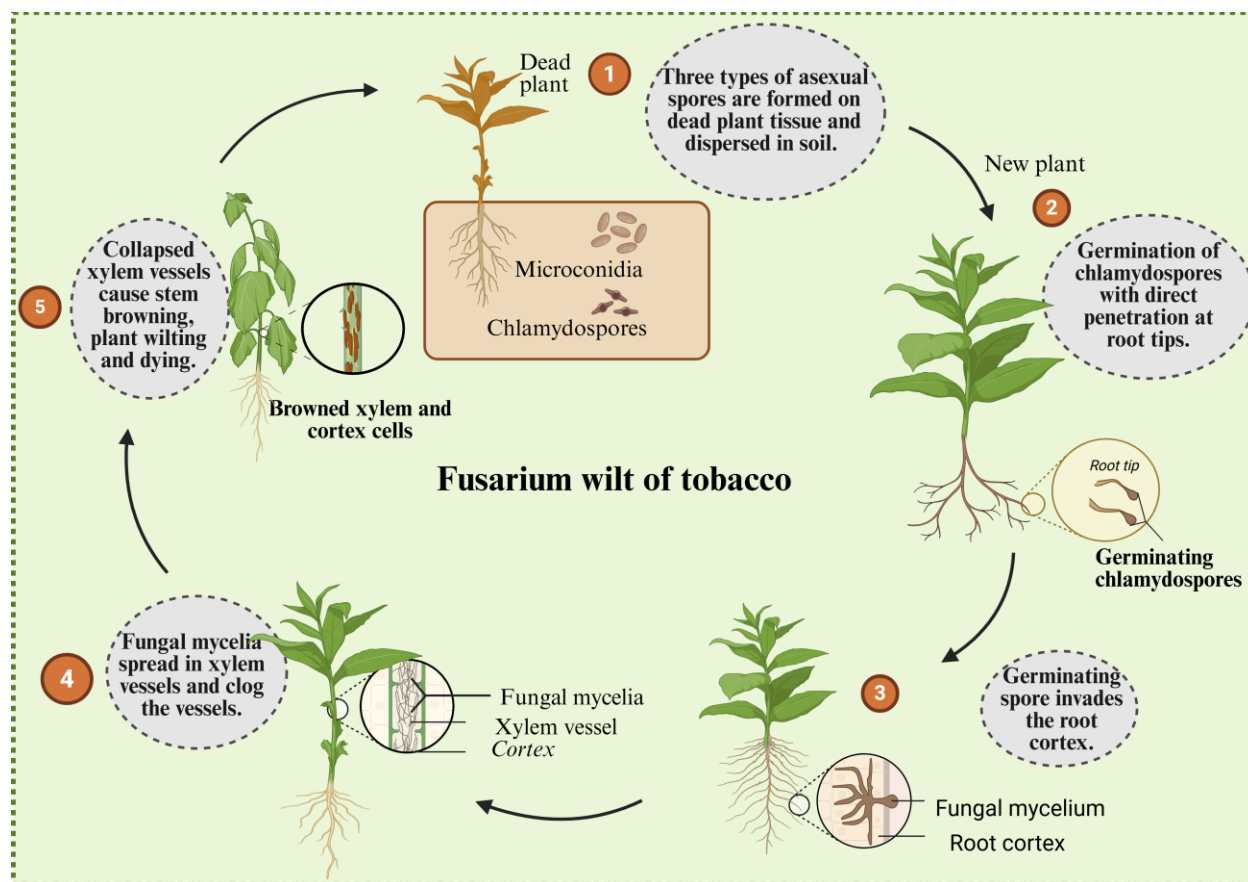 Dead
plant
1
Three types of asexual
spores are formed on
dead plant tissue and
dispersed in soil.
Microconidia
Chlamydospores
New plant
2
Germination of
chlamydospores
with direct
penetration at
root tips.
Root tip
Germinating
chlamydospores
Fusarium wilt of tobacco
3
Germinating
spore invades
the root
cortex.
Fungal mycelium
Root cortex
4
Fungal mycelia
spread in xylem
vessels and clog
the vessels.
Fungal mycelia
Xylem vessel
Cortex
5
Collapsed
xylem vessels
cause stem
browning,
plant wilting
and dying.
Browned xylem and
cortex cells